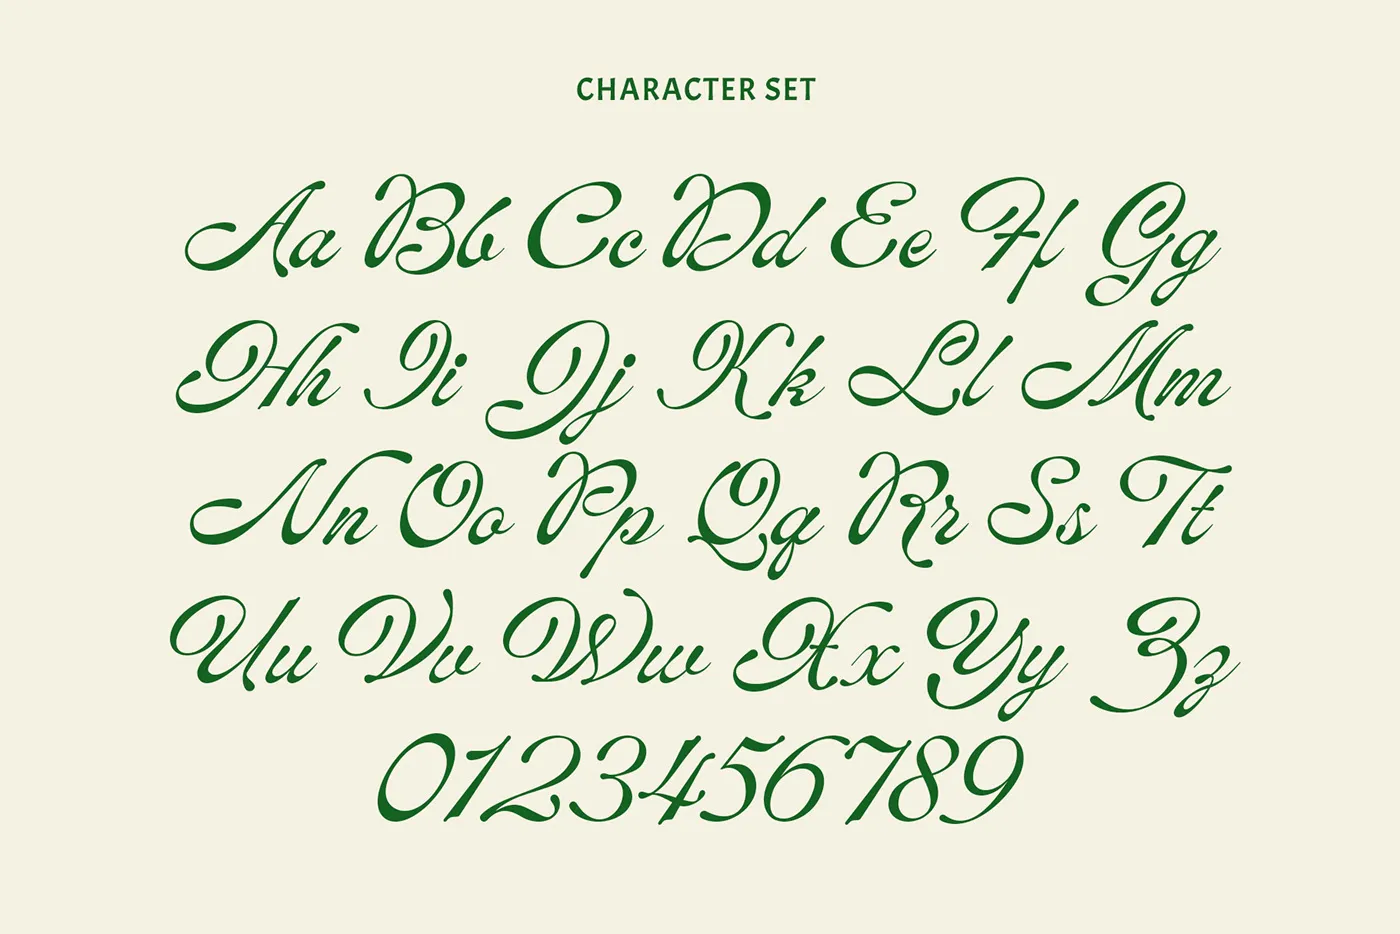 CHARACTER SET
Aa Bb Cc Dd Ee Ff Gg
Hh Ii Jj Kk Ll Mm
Nn Oo Pp Qq Rr Ss Tt
Uu Vv Ww Xx Yy Zz
0123456789